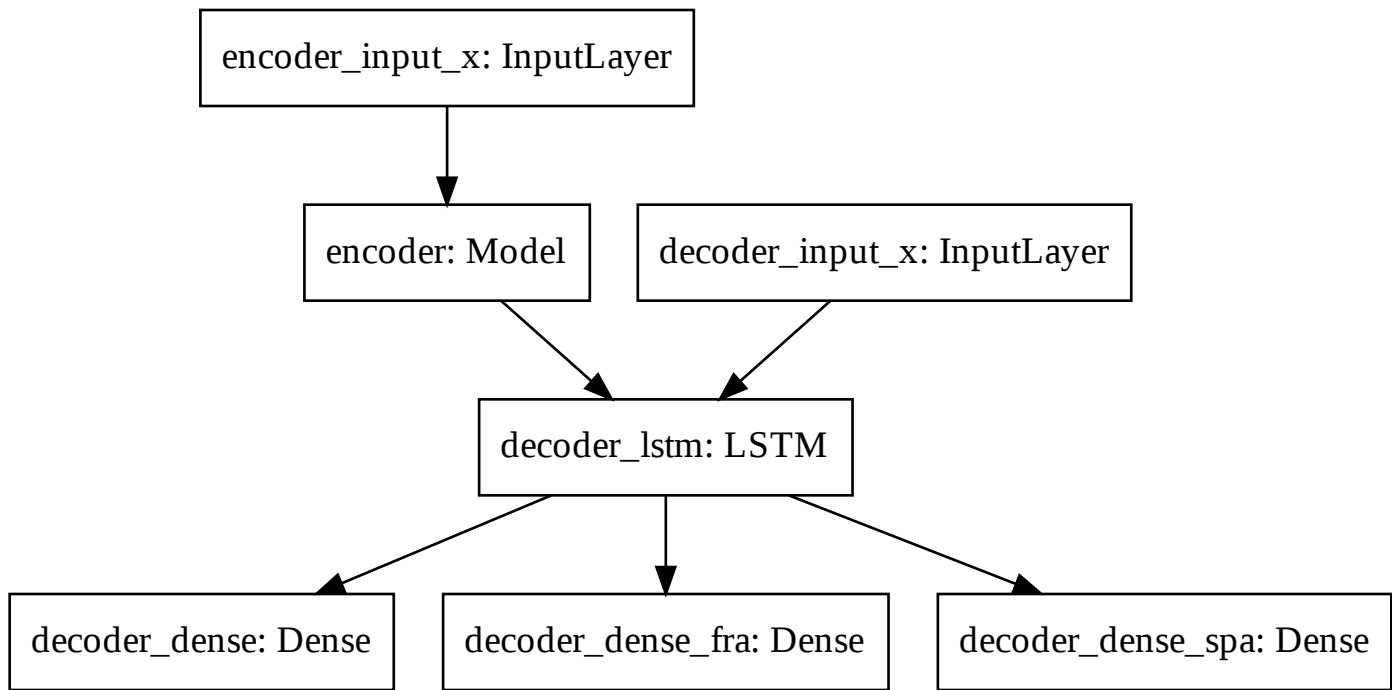 encoder_input_x: InputLayer
encoder: Model
decoder_input_x: InputLayer
decoder_lstm: LSTM
decoder_dense: Dense
decoder_dense_fra: Dense
decoder_dense_spa: Dense